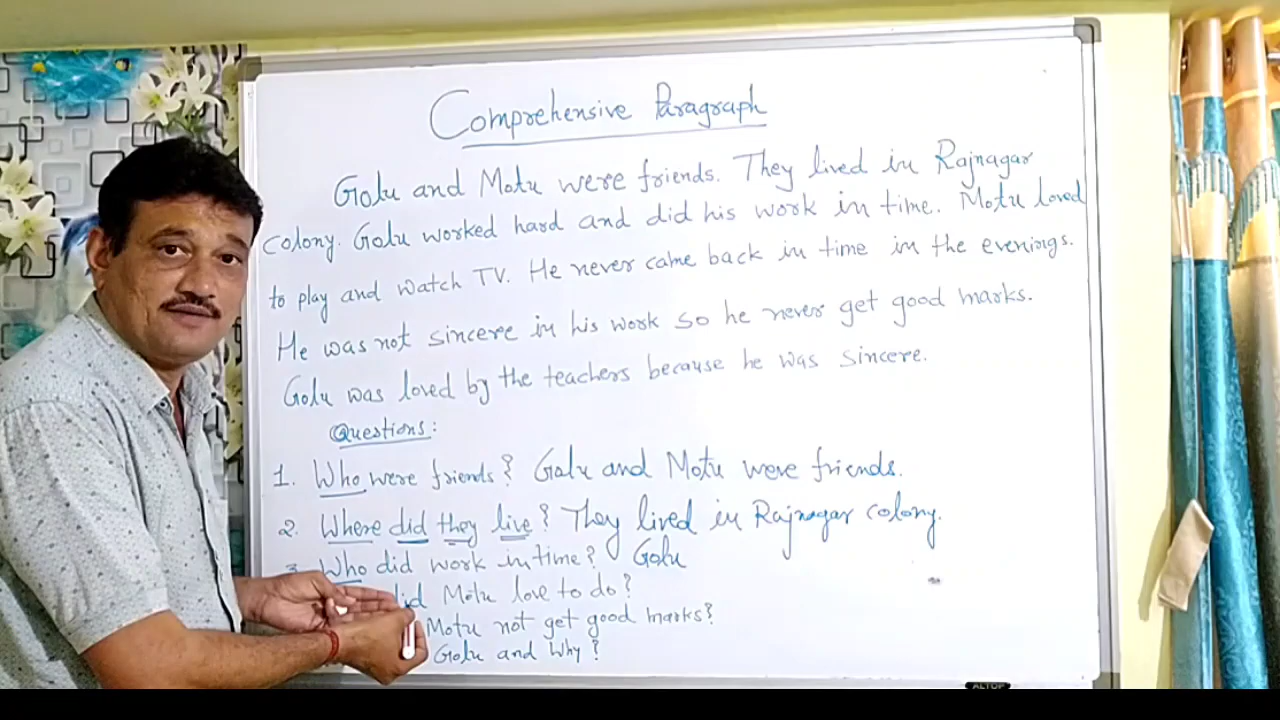 Comprehensive Paragraph
Golu and Motu were friends. They lived in Rajnagar
colony. Golu worked hard and did his work in time. Motu loved
to play and watch TV. He never came back in time in the evenings.
He was not sincere in his work so he never get good marks.
Golu was loved by the teachers because he was sincere.
Questions:
1. Who were friends? Golu and Motu were friends.
2. Where did they live? They lived in Rajnagar colony.
3. Who did work in time? Golu
did Motu love to do?
Motu not get good marks?
Golu and Why?